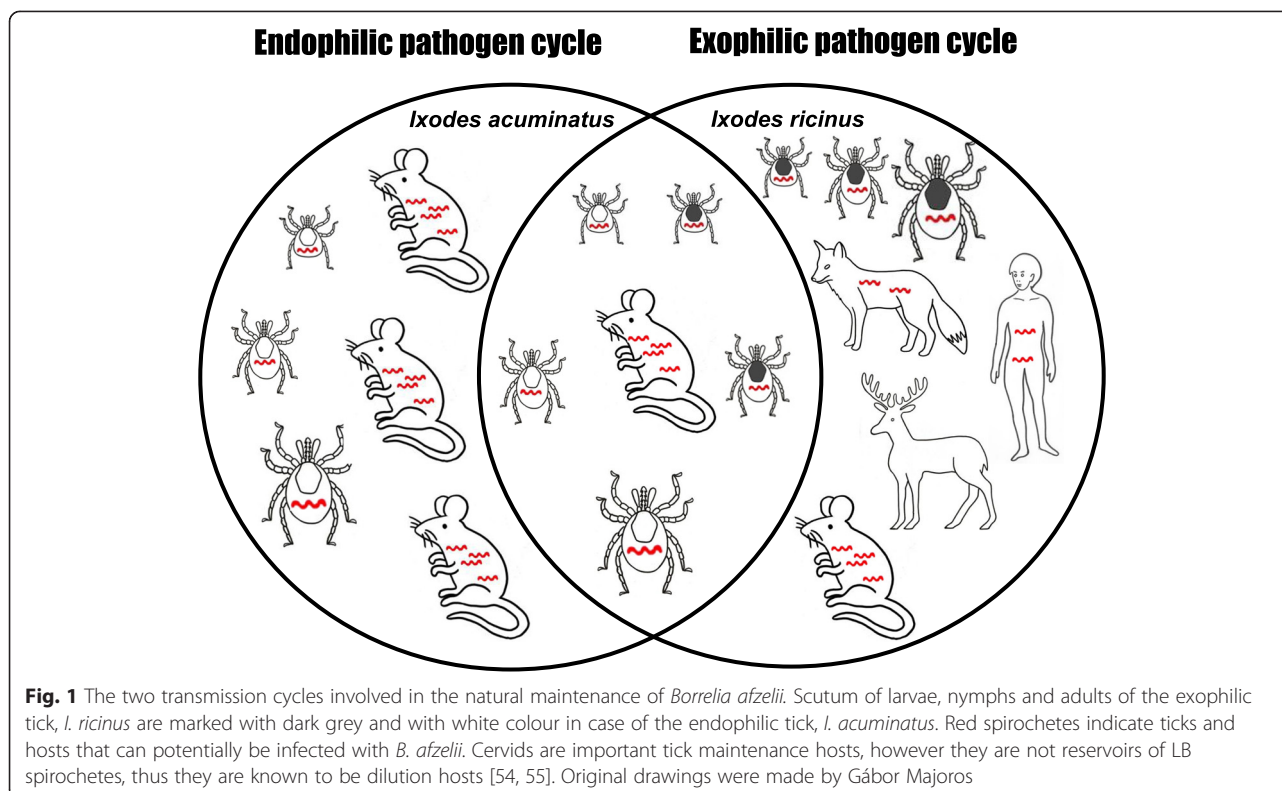 Endophilic pathogen cycle
Exophilic pathogen cycle
Ixodes acuminatus
Ixodes ricinus
Fig. 1 The two transmission cycles involved in the natural maintenance of Borrelia afzelii. Scutum of larvae, nymphs and adults of the exophilic
tick, I. ricinus are marked with dark grey and with white colour in case of the endophilic tick, I. acuminatus. Red spirochetes indicate ticks and
hosts that can potentially be infected with B. afzelii. Cervids are important tick maintenance hosts, however they are not reservoirs of LB
spirochetes, thus they are known to be dilution hosts [54, 55]. Original drawings were made by Gábor Majoros